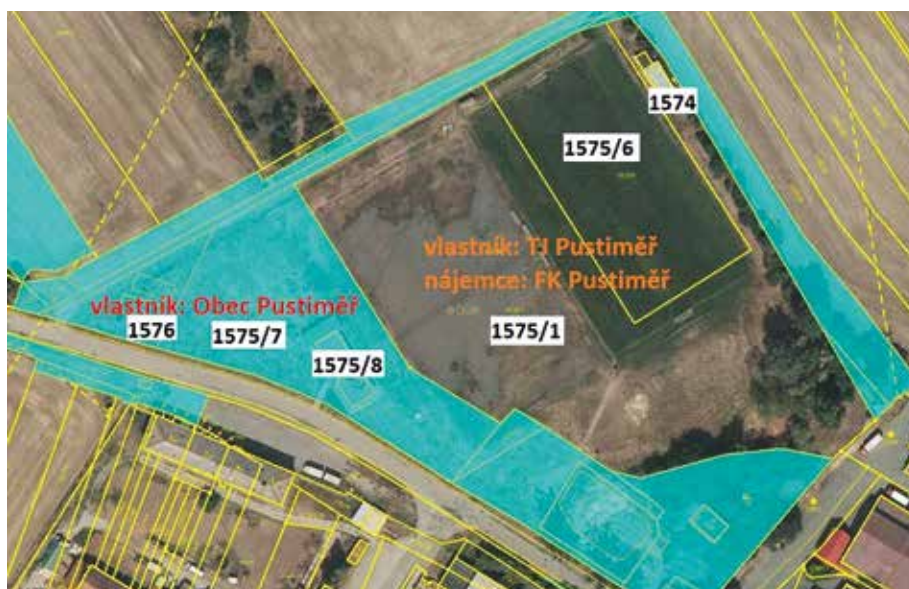 1574
1575/6
vlastník: TJ Pustiměř
nájemce: FK Pustiměř
vlastník: Obec Pustiměř
1576
1575/7
1575/1
1575/8